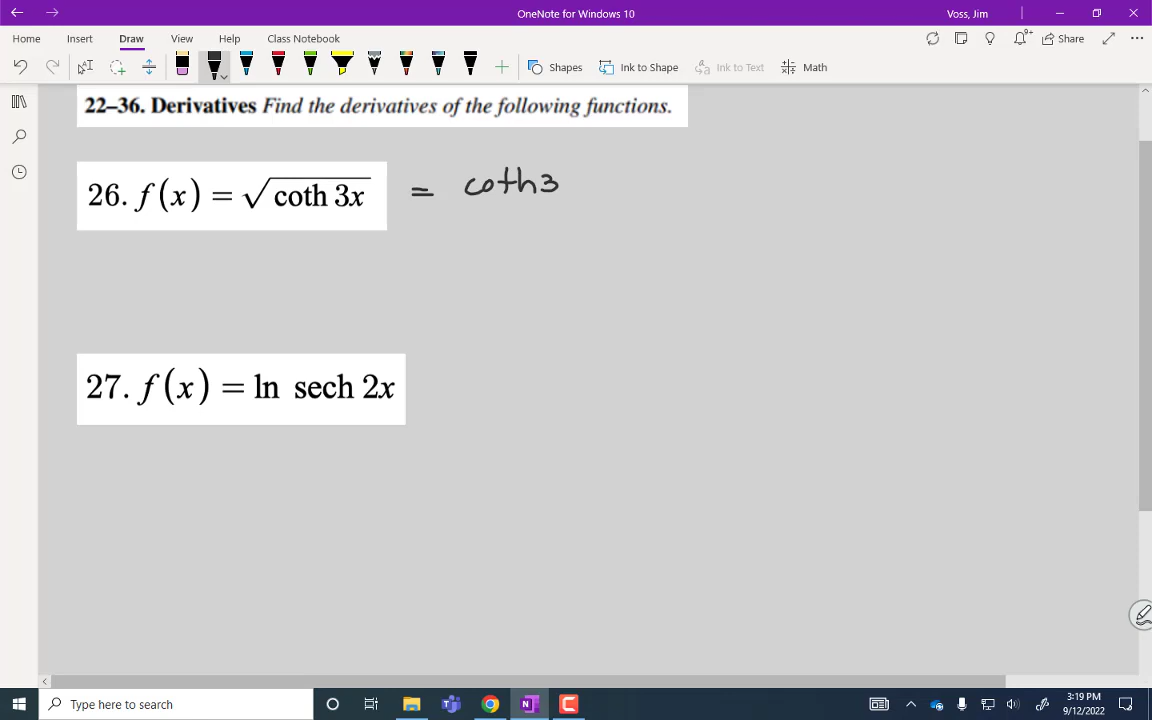 OneNote for Windows 10
Voss, Jim
Home Insert Draw View Help Class Notebook
9+ Share
Shapes Ink to Shape Ink to Text Math
22–36. Derivatives Find the derivatives of the following functions.
26. f(x) = √coth 3x = coth3
27. f(x) = ln sech 2x
Type here to search
3:19 PM
9/12/2022